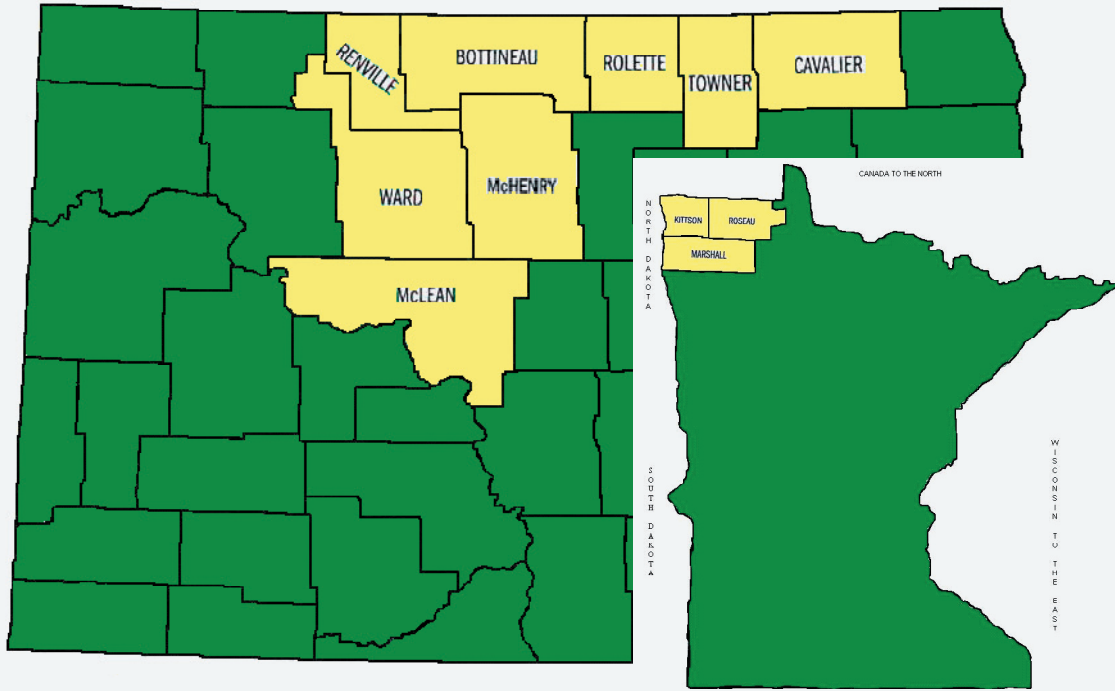 RENVILLE
BOTTINEAU
ROLETTE
TOWNER
CAVALIER
WARD
McHENRY
McLEAN
CANADA TO THE NORTH
NORTH DAKOTA
KITTSON
ROSEAU
MARSHALL
SOUTH DAKOTA
WISCONSIN TO THE EAST